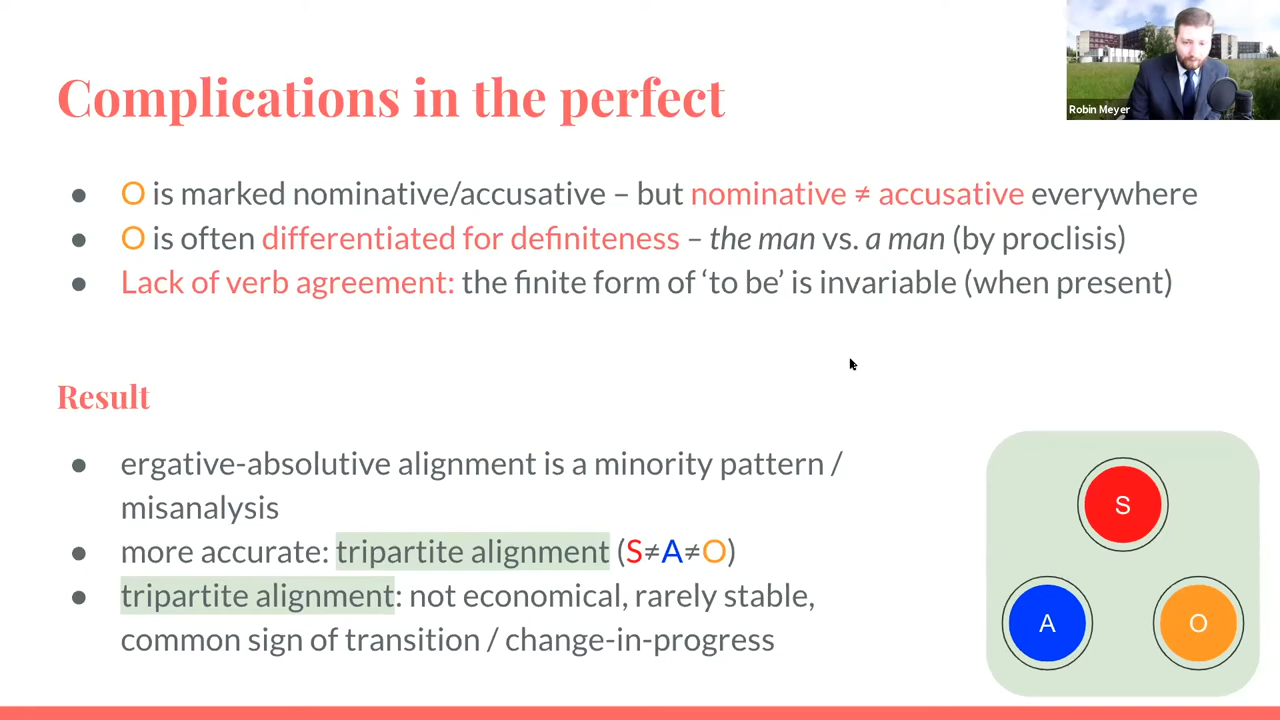 Complications in the perfect
Robin Meyer
● O is marked nominative/accusative – but nominative ≠ accusative everywhere
● O is often differentiated for definiteness – the man vs. a man (by proclisis)
● Lack of verb agreement: the finite form of ‘to be’ is invariable (when present)
Result
● ergative-absolutive alignment is a minority pattern /
misanalysis
● more accurate: tripartite alignment (S≠A≠O)
● tripartite alignment: not economical, rarely stable,
common sign of transition / change-in-progress
S
A
O